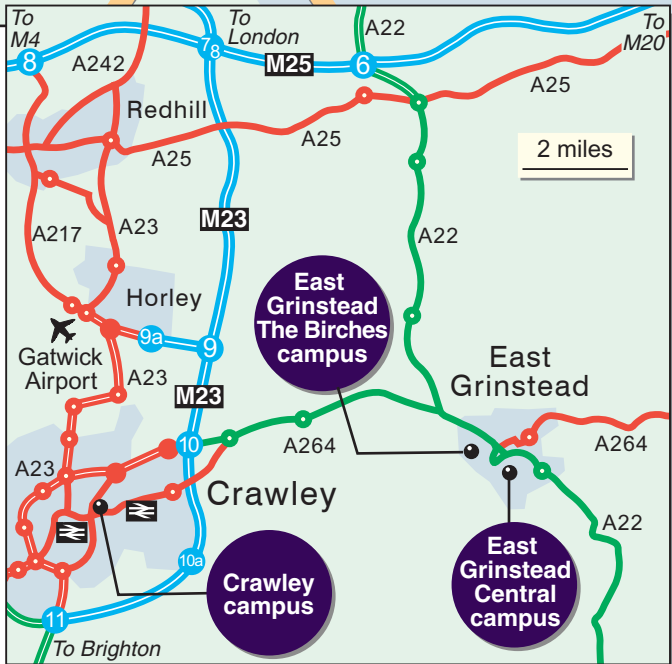 To
M4
To
London
A22
To
M20
8
A242
7
8
M25
6
A25
Redhill
A25
A25
2 miles
M23
A217
A23
A22
Horley
East
Grinstead
The Birches
campus
9a
9
Gatwick
Airport
A23
M23
East
Grinstead
A264
A264
10
A23
Crawley
A22
10a
Crawley
campus
East
Grinstead
Central
campus
11
To Brighton